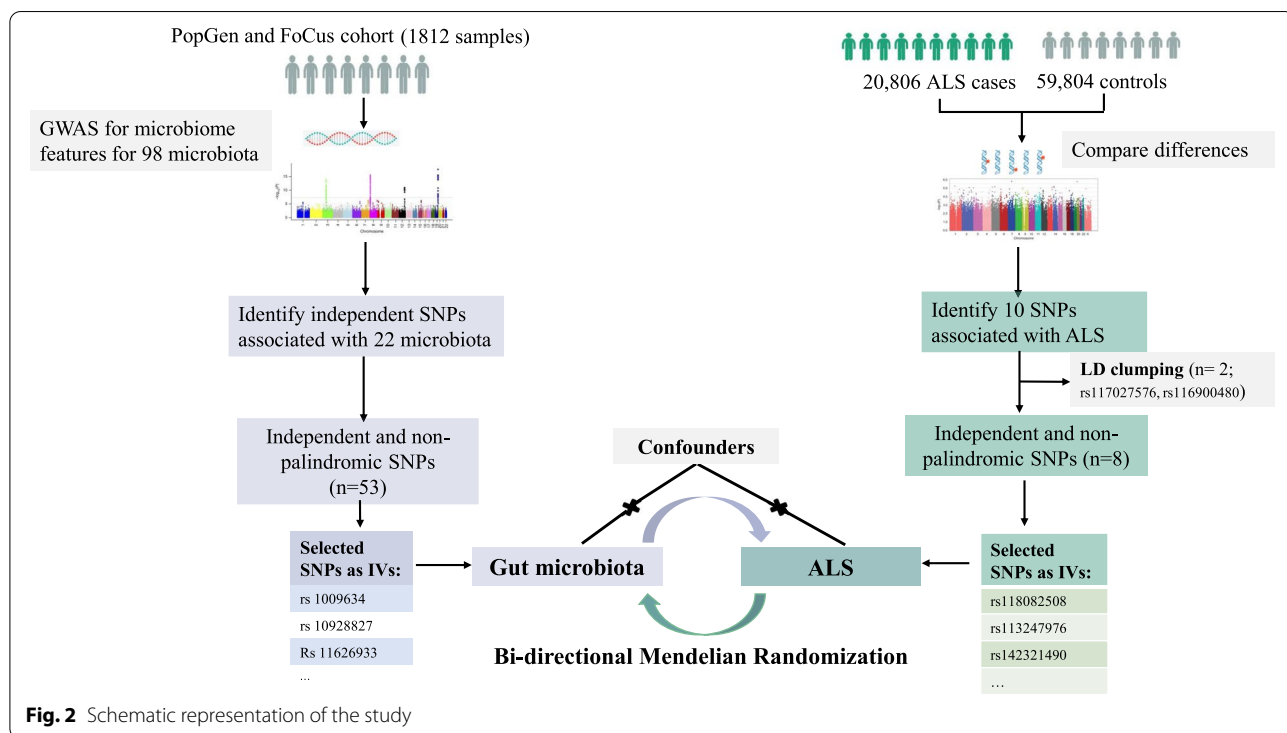 PopGen and FoCus cohort (1812 samples)
GWAS for microbiome
features for 98 microbiota
Chromosome
Identify independent SNPs
associated with 22 microbiota
Independent and non-
palindromic SNPs
(n=53)
Selected
SNPs as IVs:
rs 1009634
rs 10928827
Rs 11626933
...
20,806 ALS cases
59,804 controls
Compare differences
Chromosome
Identify 10 SNPs
associated with ALS
LD clumping (n= 2;
rs117027576, rs116900480)
Independent and non-
palindromic SNPs (n=8)
Selected
SNPs as IVs:
rs118082508
rs113247976
rs142321490
…
Confounders
Gut microbiota
ALS
Bi-directional Mendelian Randomization
Fig. 2 Schematic representation of the study